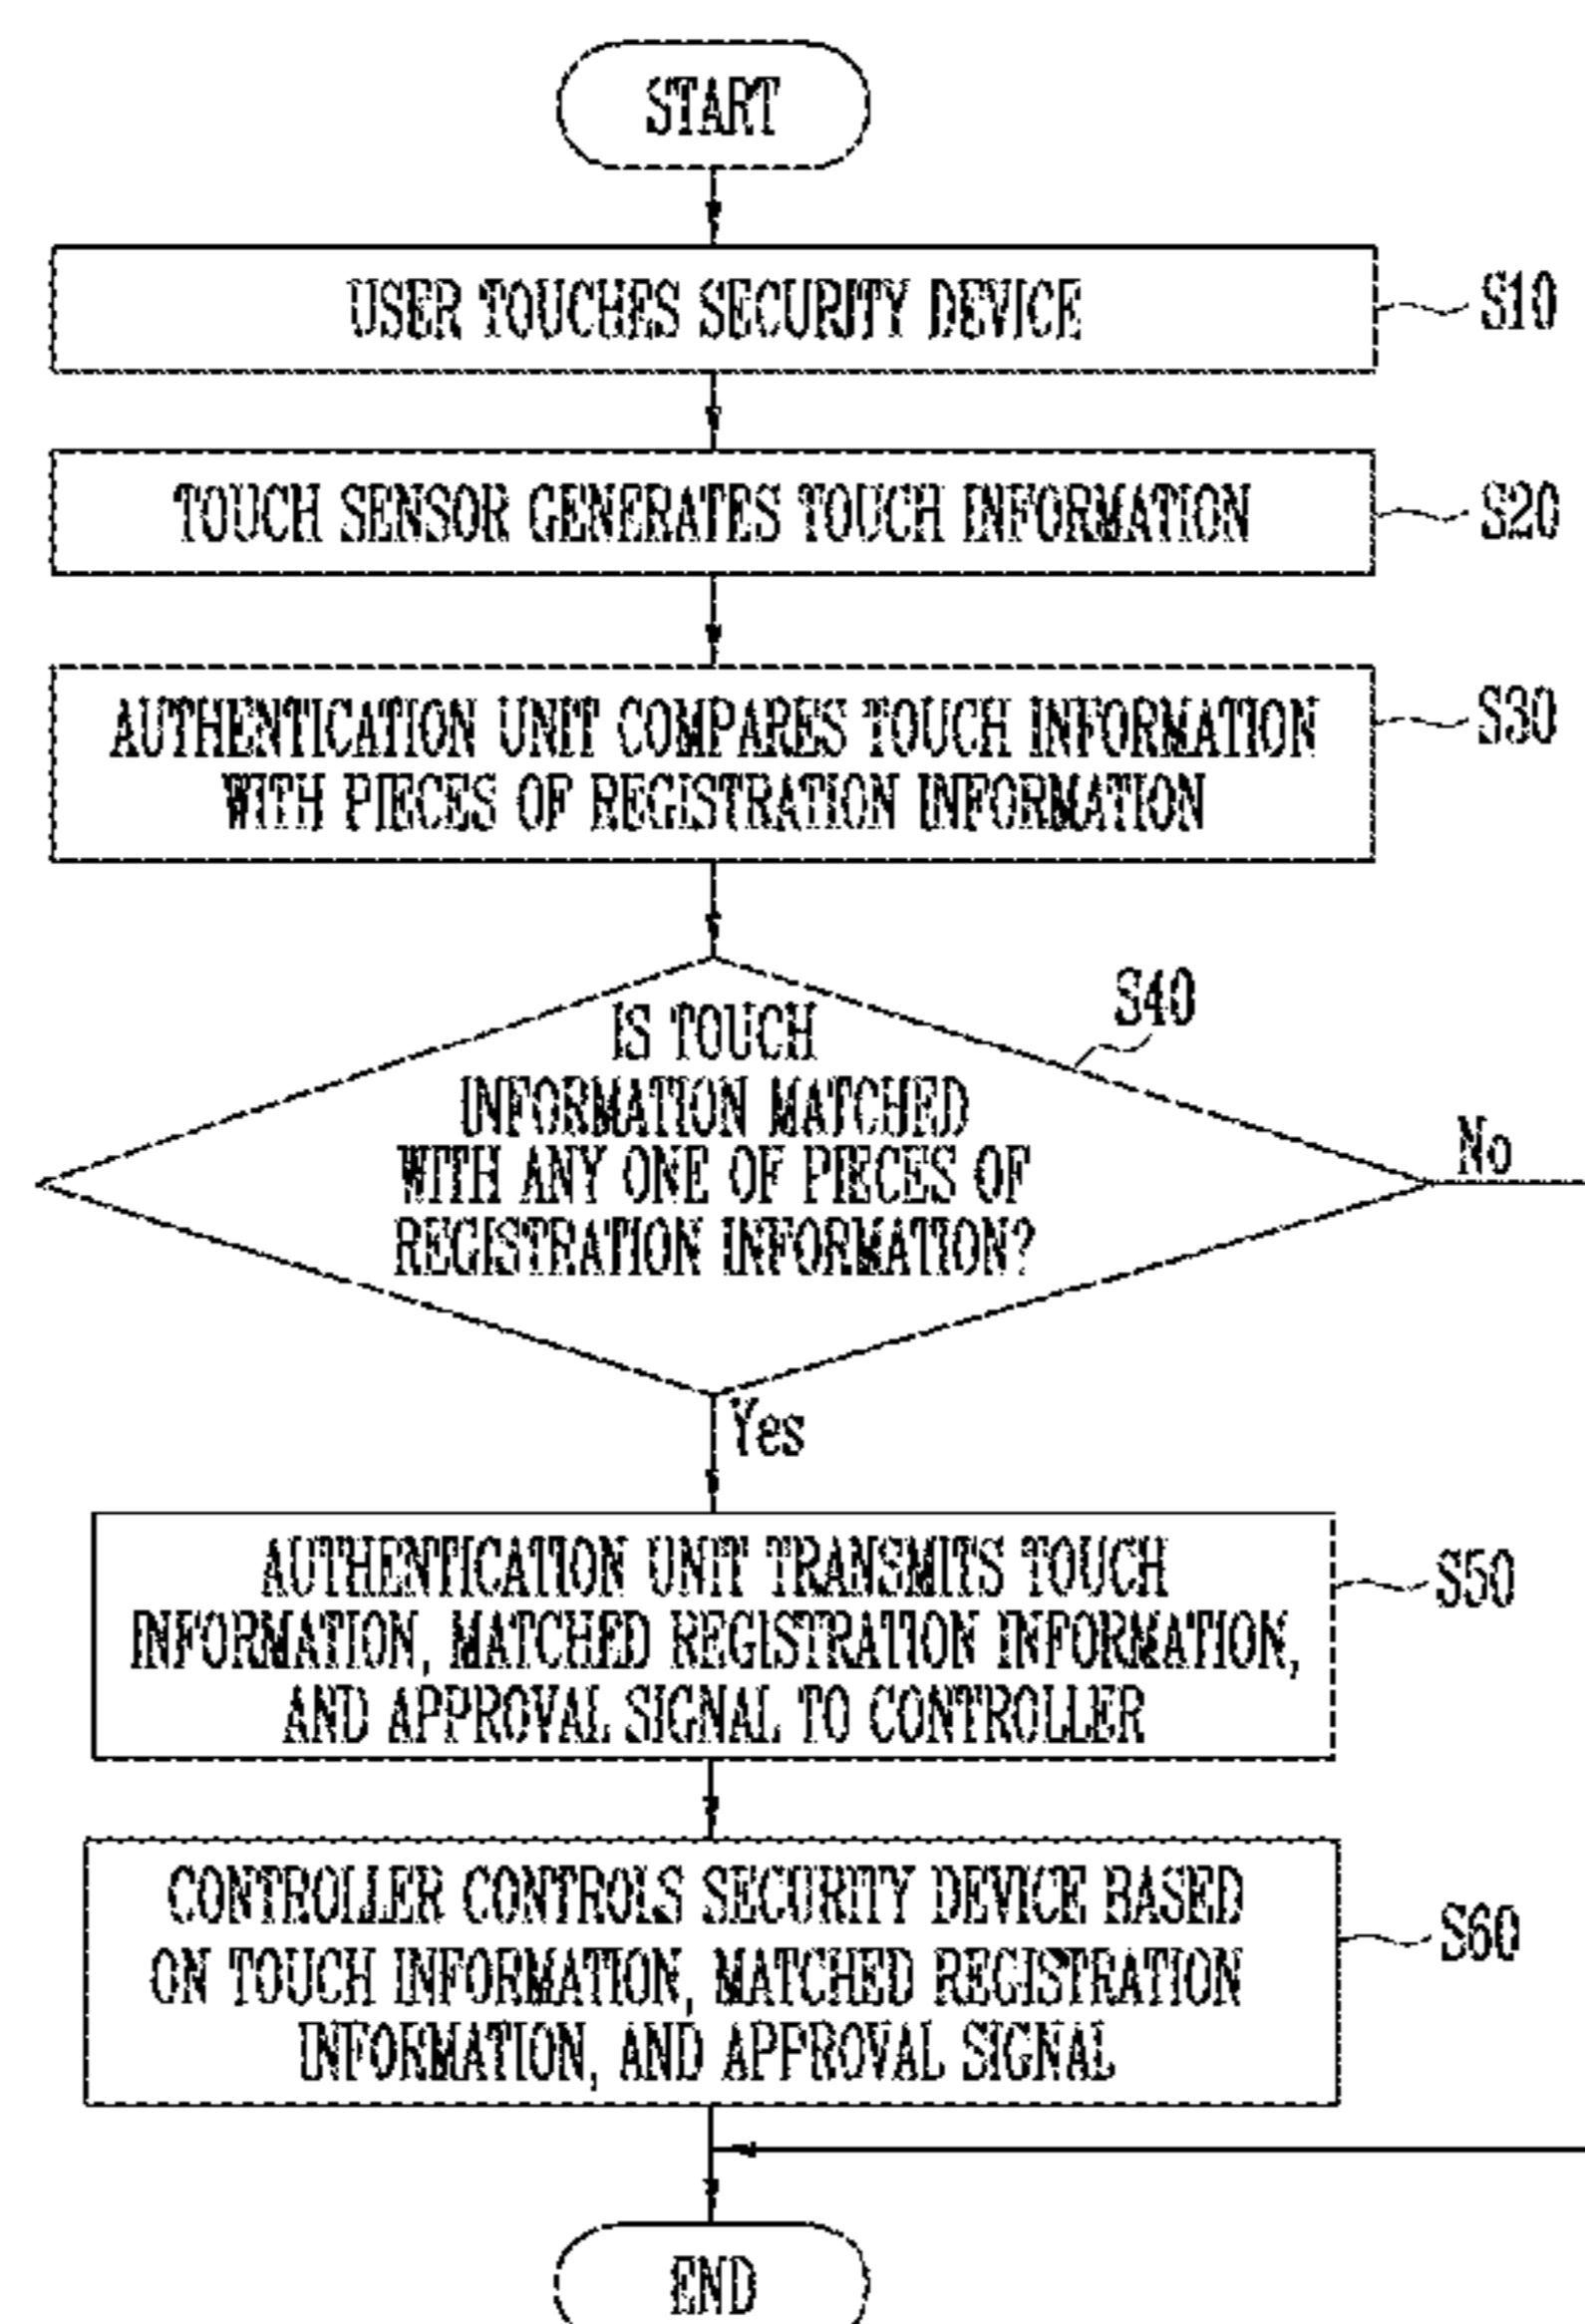 START
USER TOUCHES SECURITY DEVICE
S10
TOUCH SENSOR GENERATES TOUCH INFORMATION
S20
AUTHENTICATION UNIT COMPARES TOUCH INFORMATION
WITH PIECES OF REGISTRATION INFORMATION
S30
S40
IS TOUCH
INFORMATION MATCHED
WITH ANY ONE OF PIECES OF
REGISTRATION INFORMATION?
No
Yes
AUTHENTICATION UNIT TRANSMITS TOUCH
INFORMATION, MATCHED REGISTRATION INFORMATION,
AND APPROVAL SIGNAL TO CONTROLLER
S50
CONTROLLER CONTROLS SECURITY DEVICE BASED
ON TOUCH INFORMATION, MATCHED REGISTRATION
INFORMATION, AND APPROVAL SIGNAL
S60
END